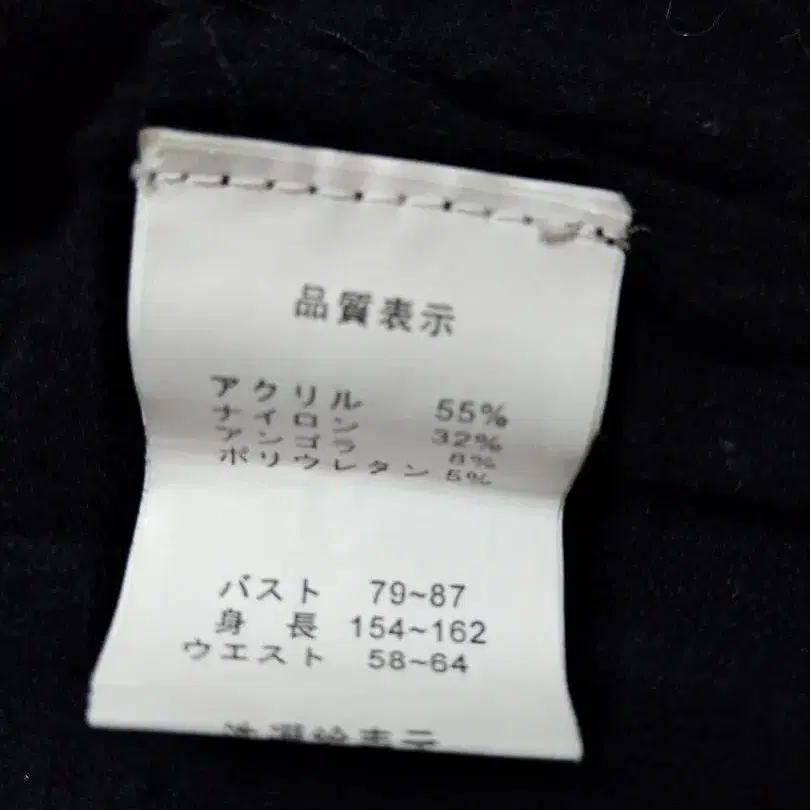 品質表示
アクリル 55%
ナイロン 32%
アンゴラ 8%
ポリウレタン 5%
バスト 79~87
身長 154~162
ウエスト 58~64